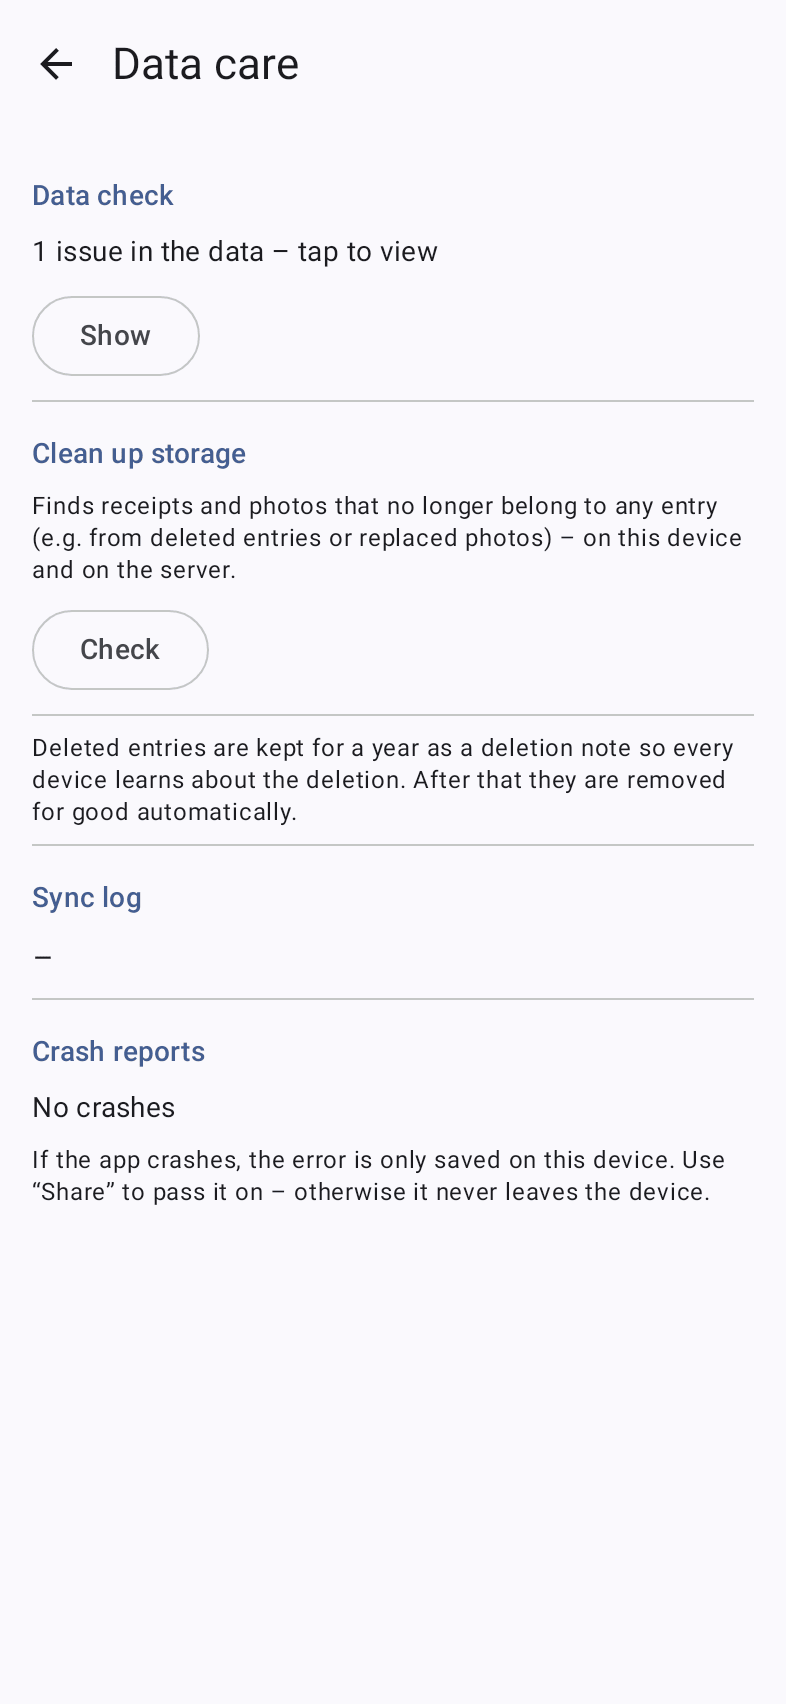 Data care
Data check
1 issue in the data – tap to view
Show
Clean up storage
Finds receipts and photos that no longer belong to any entry
(e.g. from deleted entries or replaced photos) – on this device
and on the server.
Check
Deleted entries are kept for a year as a deletion note so every
device learns about the deletion. After that they are removed
for good automatically.
Sync log
–
Crash reports
No crashes
If the app crashes, the error is only saved on this device. Use
“Share” to pass it on – otherwise it never leaves the device.